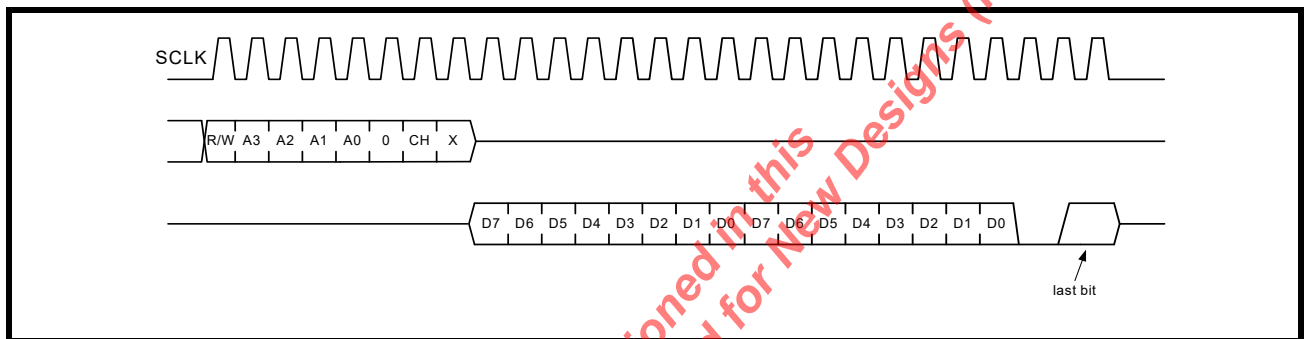 SCLK
R/W A3 A2 A1 A0 0 CH X
D7 D6 D5 D4 D3 D2 D1 D0 D7 D6 D5 D4 D3 D2 D1 D0
last bit
ioned in this
d for New Designs (